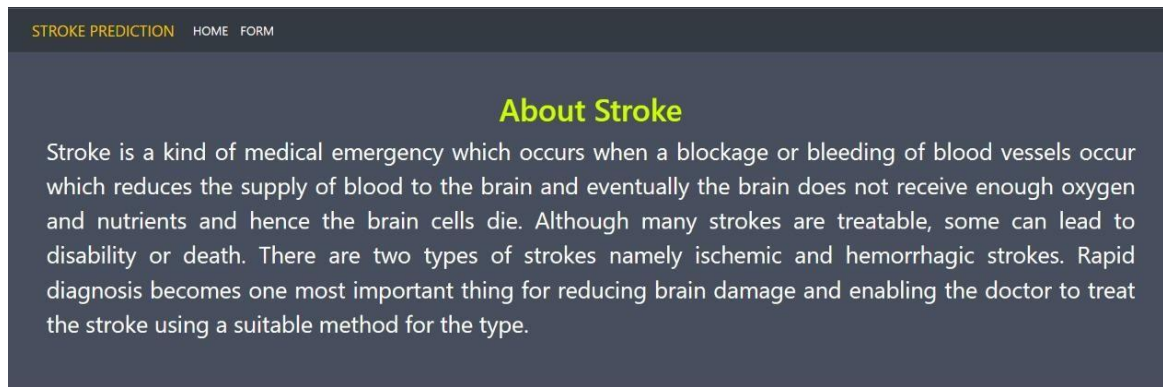 STROKE PREDICTION HOME FORM
About Stroke
Stroke is a kind of medical emergency which occurs when a blockage or bleeding of blood vessels occur
which reduces the supply of blood to the brain and eventually the brain does not receive enough oxygen
and nutrients and hence the brain cells die. Although many strokes are treatable, some can lead to
disability or death. There are two types of strokes namely ischemic and hemorrhagic strokes. Rapid
diagnosis becomes one most important thing for reducing brain damage and enabling the doctor to treat
the stroke using a suitable method for the type.